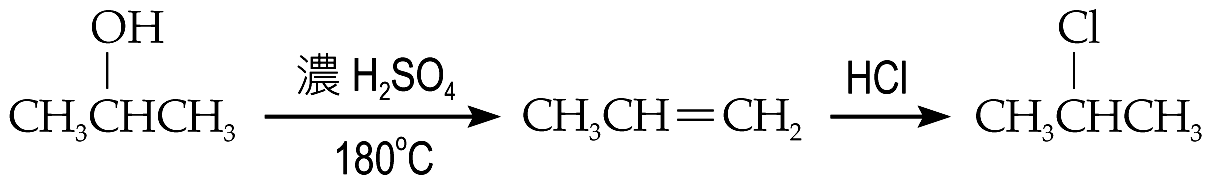 OH
CH₃CHCH₃
濃 H₂SO₄
180°C
CH₃CH=CH₂
HCl
Cl
CH₃CHCH₃